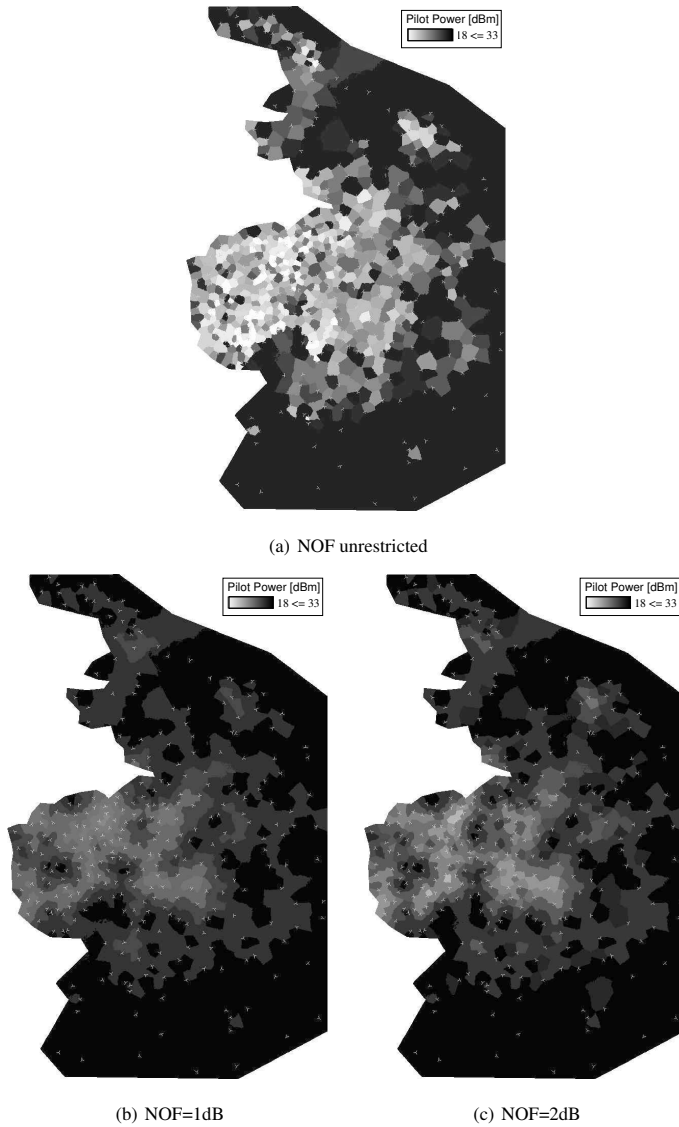 Pilot Power [dBm]
18 <= 33
(a) NOF unrestricted
Pilot Power [dBm]
18 <= 33
Pilot Power [dBm]
18 <= 33
(b) NOF=1dB
(c) NOF=2dB